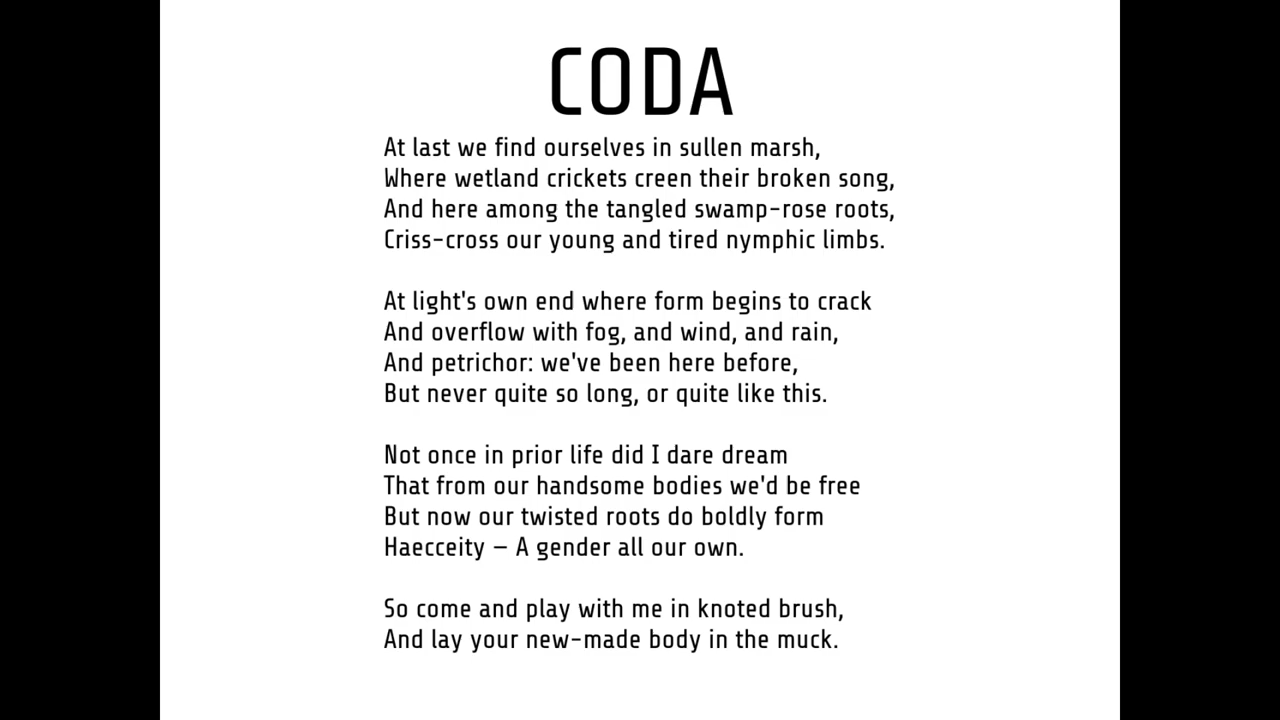 CODA
At last we find ourselves in sullen marsh,
Where wetland crickets creen their broken song,
And here among the tangled swamp-rose roots,
Criss-cross our young and tired nymphic limbs.
At light's own end where form begins to crack
And overflow with fog, and wind, and rain,
And petrichor: we've been here before,
But never quite so long, or quite like this.
Not once in prior life did I dare dream
That from our handsome bodies we'd be free
But now our twisted roots do boldly form
Haecceity – A gender all our own.
So come and play with me in knoted brush,
And lay your new-made body in the muck.